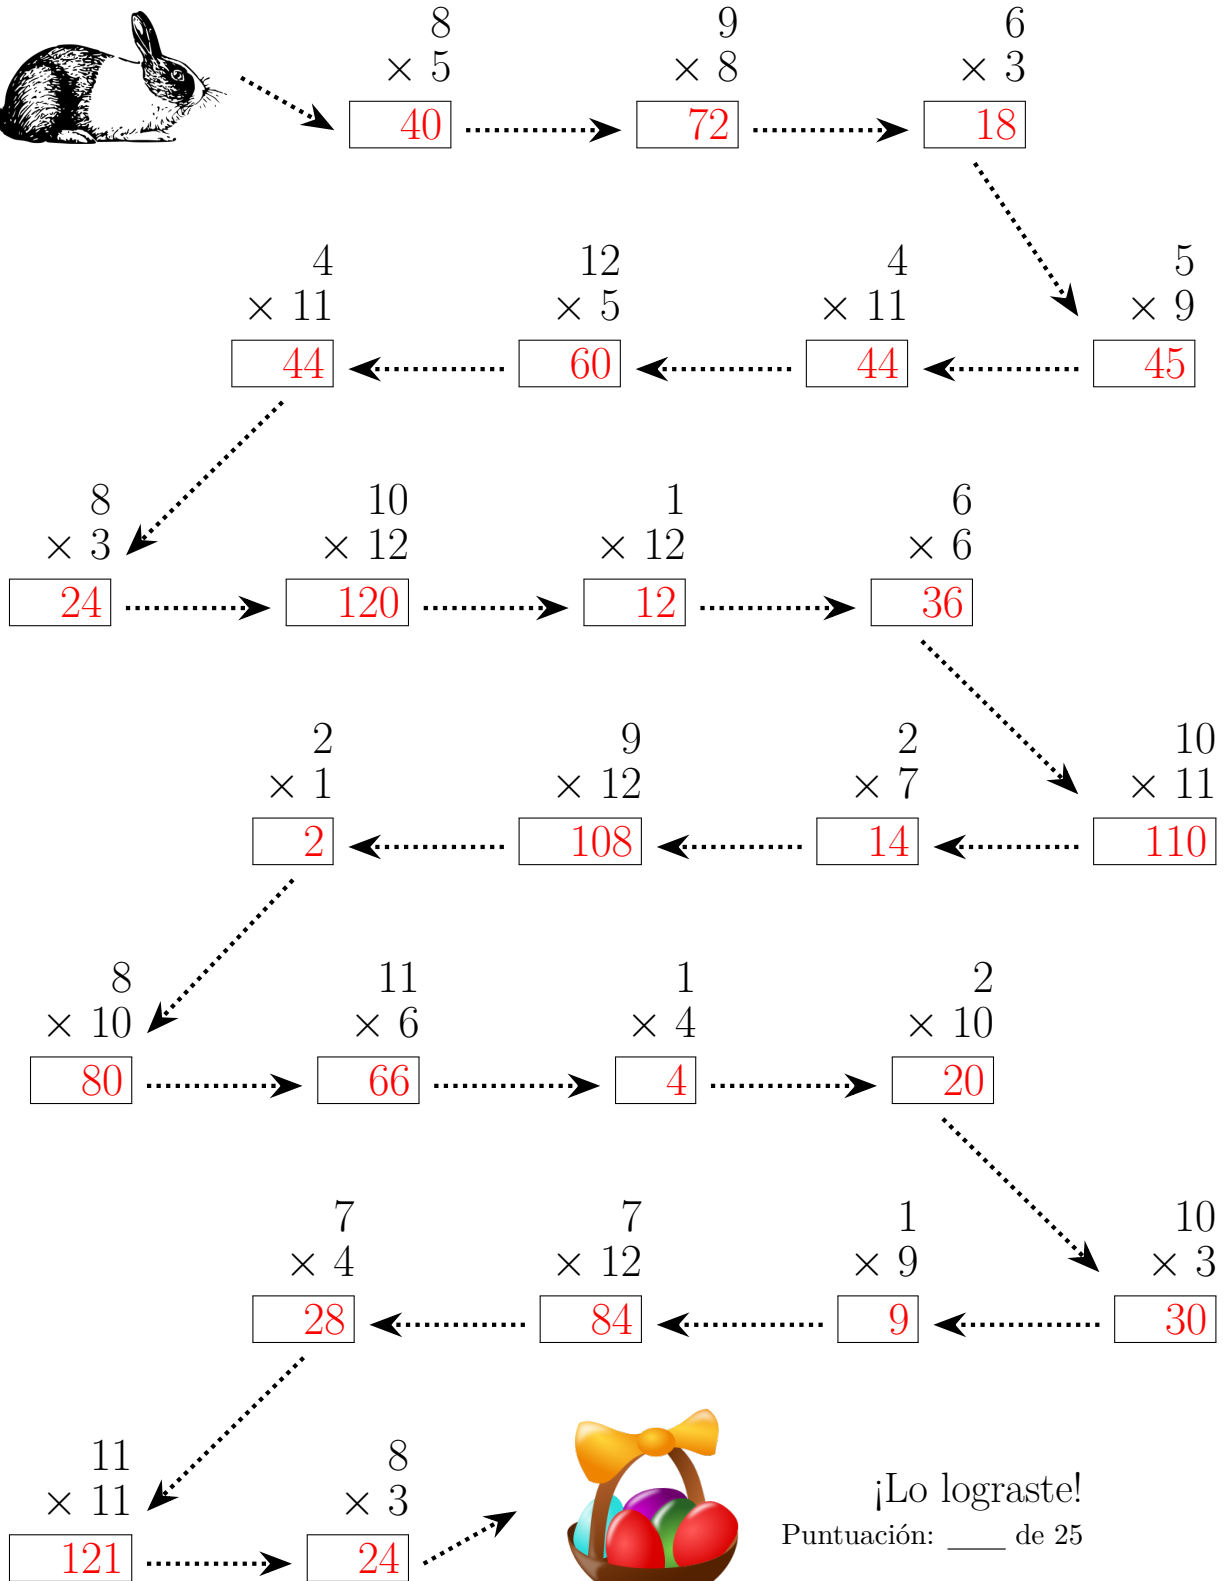 8 9 6
× 5 × 8 × 3
40 72 18
4 12 4 5
× 11 × 5 × 11 × 9
44 60 44 45
8 10 1 6
× 3 × 12 × 12 × 6
24 120 12 36
2 9 2 10
× 1 × 12 × 7 × 11
2 108 14 110
8 11 1 2
× 10 × 6 × 4 × 10
80 66 4 20
7 7 1 10
× 4 × 12 × 9 × 3
28 84 9 30
11 8
× 11 × 3
121 24
¡Lo lograste!
Puntuación: ____ de 25